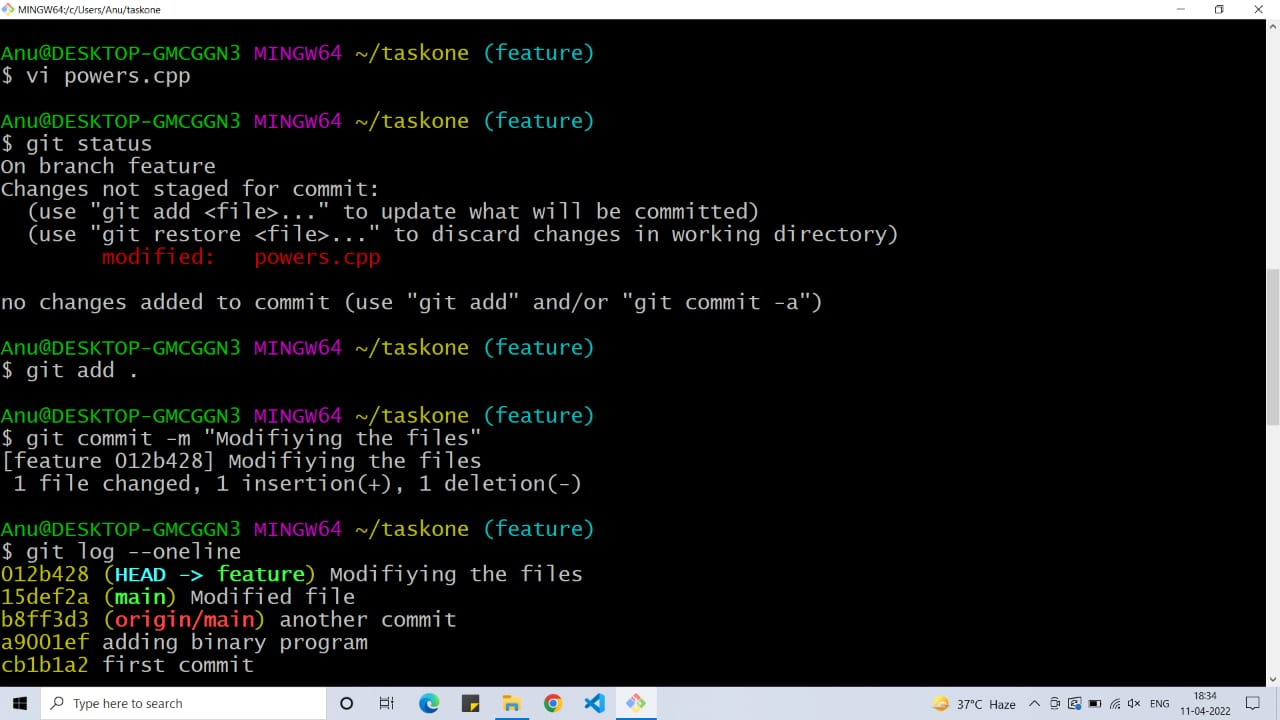 MINGW64:/c/Users/Anu/taskone
Anu@DESKTOP-GMCGGN3 MINGW64 ~/taskone (feature)
$ vi powers.cpp
Anu@DESKTOP-GMCGGN3 MINGW64 ~/taskone (feature)
$ git status
On branch feature
Changes not staged for commit:
  (use "git add <file>..." to update what will be committed)
  (use "git restore <file>..." to discard changes in working directory)
        modified:   powers.cpp
no changes added to commit (use "git add" and/or "git commit -a")
Anu@DESKTOP-GMCGGN3 MINGW64 ~/taskone (feature)
$ git add .
Anu@DESKTOP-GMCGGN3 MINGW64 ~/taskone (feature)
$ git commit -m "Modifiying the files"
[feature 012b428] Modifiying the files
 1 file changed, 1 insertion(+), 1 deletion(-)
Anu@DESKTOP-GMCGGN3 MINGW64 ~/taskone (feature)
$ git log --oneline
012b428 (HEAD -> feature) Modifiying the files
15def2a (main) Modified file
b8ff3d3 (origin/main) another commit
a9001ef adding binary program
cb1b1a2 first commit
Type here to search
37°C Haze
ENG
18:34
11-04-2022